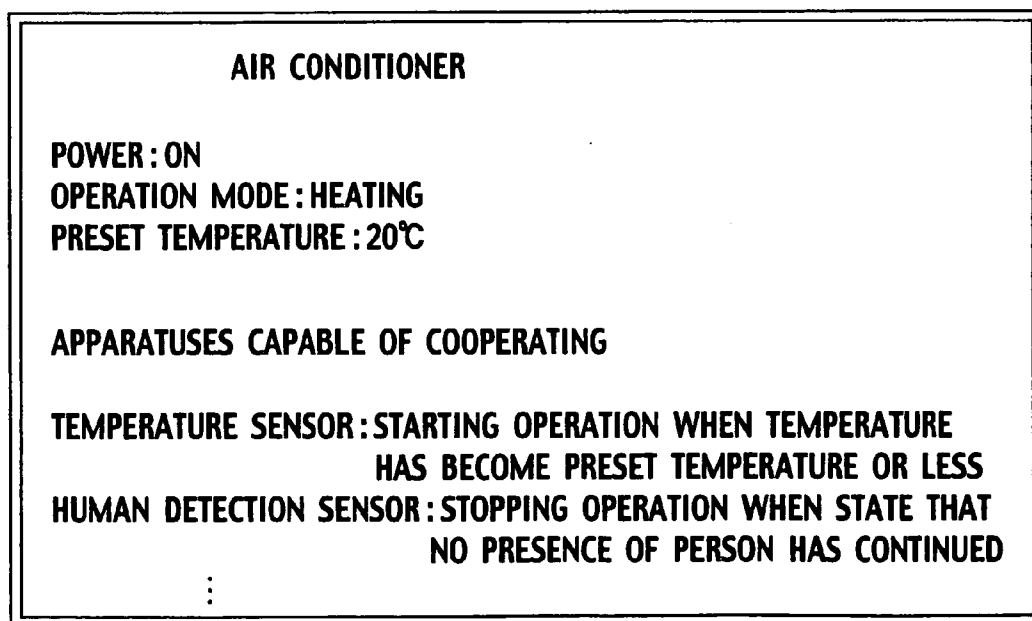 AIR CONDITIONER
POWER : ON
OPERATION MODE : HEATING
PRESET TEMPERATURE : 20℃
APPARATUSES CAPABLE OF COOPERATING
TEMPERATURE SENSOR : STARTING OPERATION WHEN TEMPERATURE
HAS BECOME PRESET TEMPERATURE OR LESS
HUMAN DETECTION SENSOR : STOPPING OPERATION WHEN STATE THAT
NO PRESENCE OF PERSON HAS CONTINUED
⋮